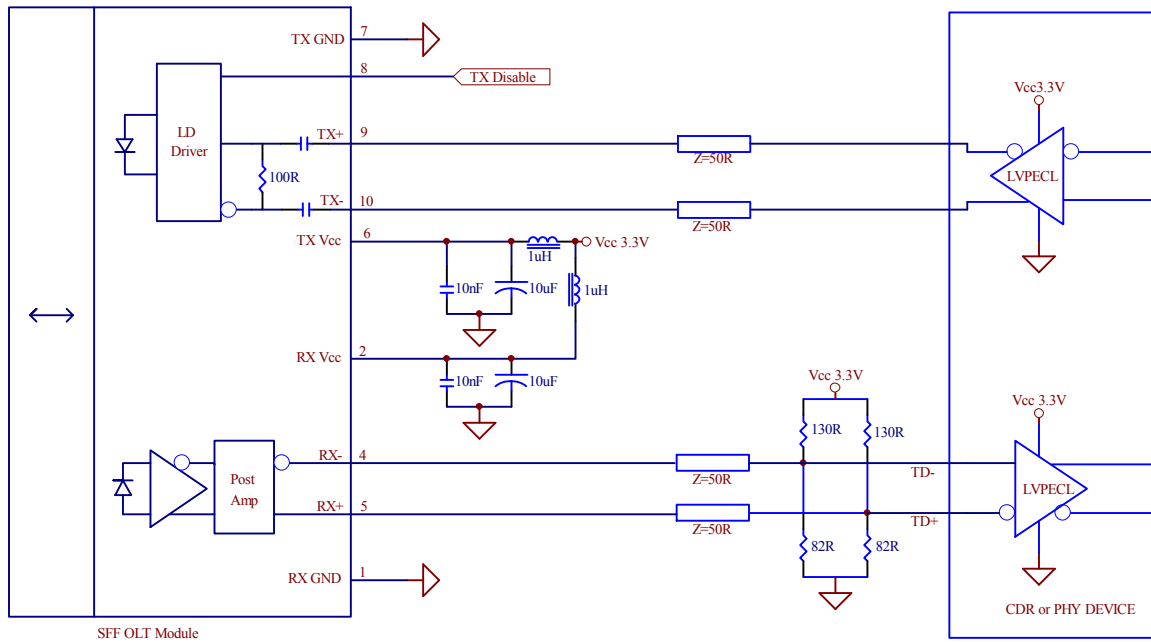 TX GND
7
8
TX Disable
Vcc3.3V
LD
Driver
TX+
9
Z=50R
LVPECL
100R
TX-
10
Z=50R
TX Vcc
6
Vcc 3.3V
1uH
10nF
10uF
1uH
RX Vcc
2
10nF
10uF
Vcc 3.3V
Vcc 3.3V
130R
130R
RX-
4
Z=50R
TD-
Post
Amp
LVPECL
RX+
5
Z=50R
TD+
82R
82R
RX GND
1
CDR or PHY DEVICE
SFF OLT Module